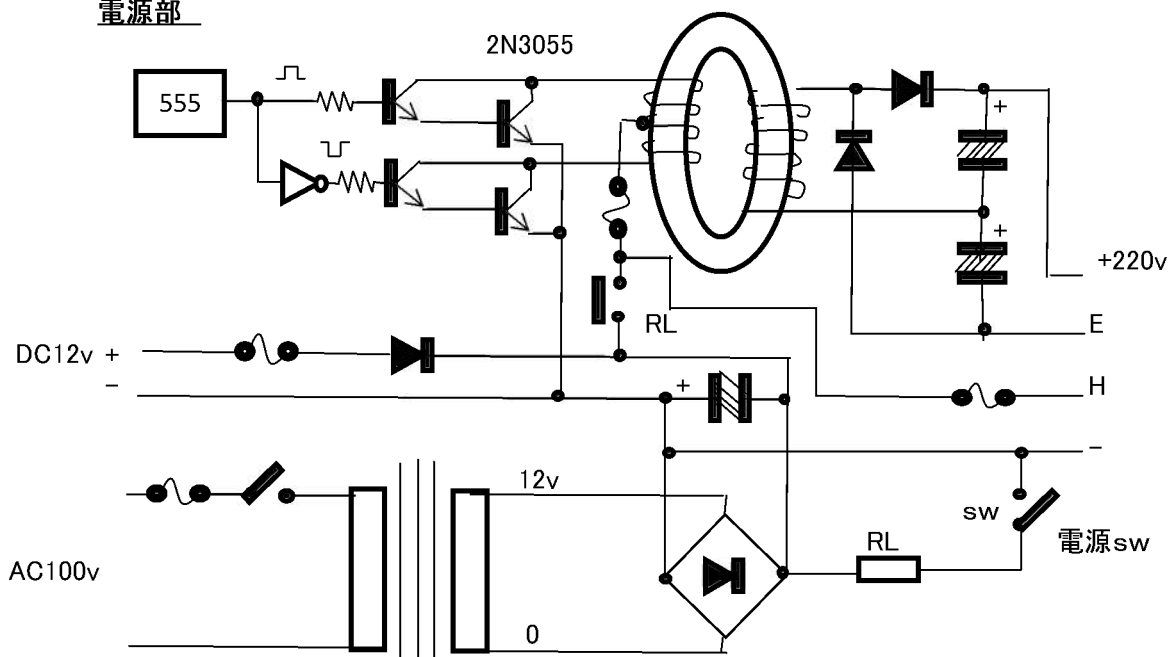 電源部
2N3055
555
+
+
+220v
RL
E
DC12v +
−
+
H
−
12v
sw
電源sw
RL
AC100v
0